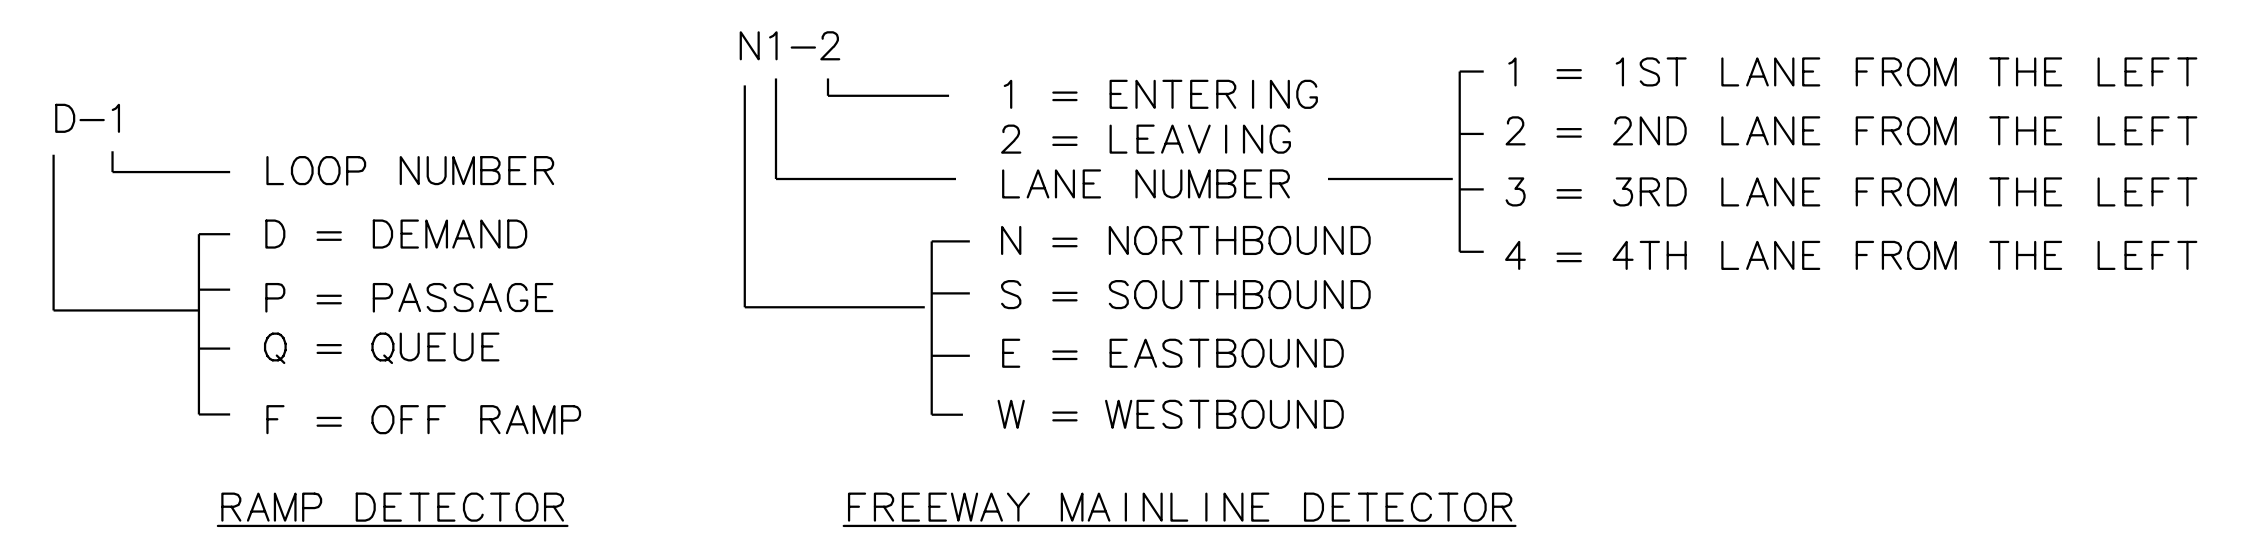 D-1
LOOP NUMBER
D = DEMAND
P = PASSAGE
Q = QUEUE
F = OFF RAMP
RAMP DETECTOR
N1-2
1 = ENTERING
2 = LEAVING
LANE NUMBER
N = NORTHBOUND
S = SOUTHBOUND
E = EASTBOUND
W = WESTBOUND
1 = 1ST LANE FROM THE LEFT
2 = 2ND LANE FROM THE LEFT
3 = 3RD LANE FROM THE LEFT
4 = 4TH LANE FROM THE LEFT
FREEWAY MAINLINE DETECTOR